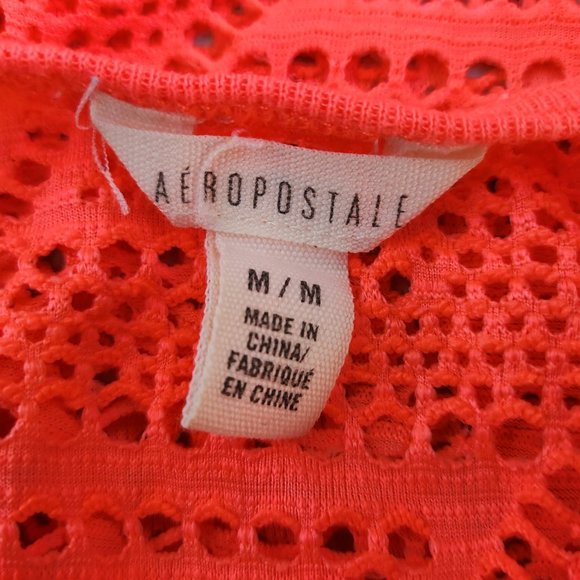 AÉROPOSTALE
M / M
MADE IN
CHINA/
FABRIQUÉ
EN CHINE